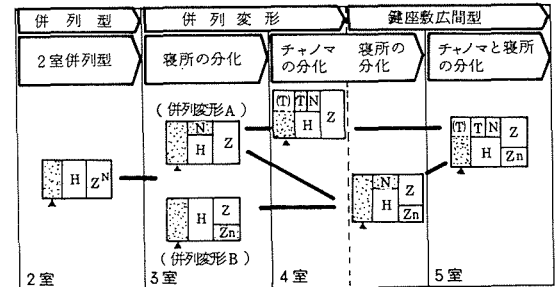 併列型
併列変形
鍵座敷広間型
2室併列型
寝所の分化
チャノマ 寝所の
の分化 分化
チャノマと寝所
の分化
(併列変形A)
N
H
Z
(T) T N
H
Z
(T) T N
H
Z
Zn
H
Z N
H
Z
Zn
N
H
Z
Zn
(併列変形B)
2室
3室
4室
5室